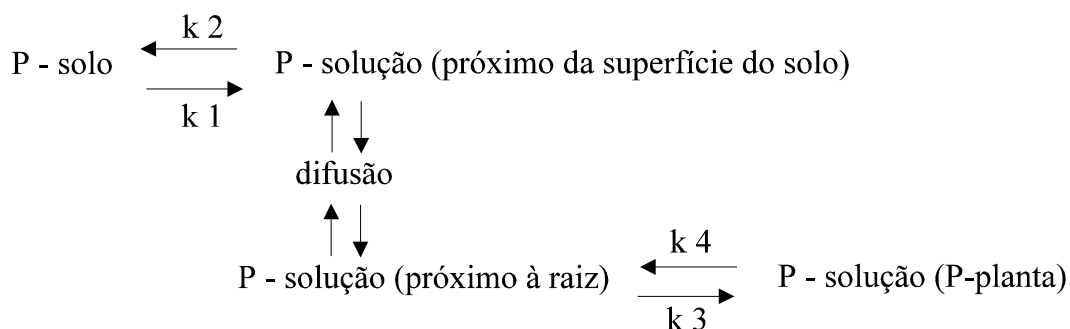 k 2
P - solo
P - solução (próximo da superfície do solo)
k 1
difusão
k 4
P - solução (próximo à raiz)
P - solução (P-planta)
k 3